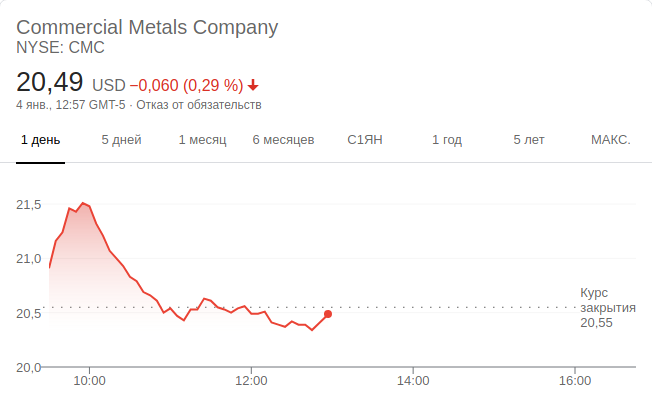 Commercial Metals Company
NYSE: CMC
20,49 USD −0,060 (0,29 %)
4 янв., 12:57 GMT-5 · Отказ от обязательств
1 день 5 дней 1 месяц 6 месяцев С1ЯН 1 год 5 лет МАКС.
21,5
21,0
20,5
20,0
Курс
закрытия
20,55
10:00 12:00 14:00 16:00